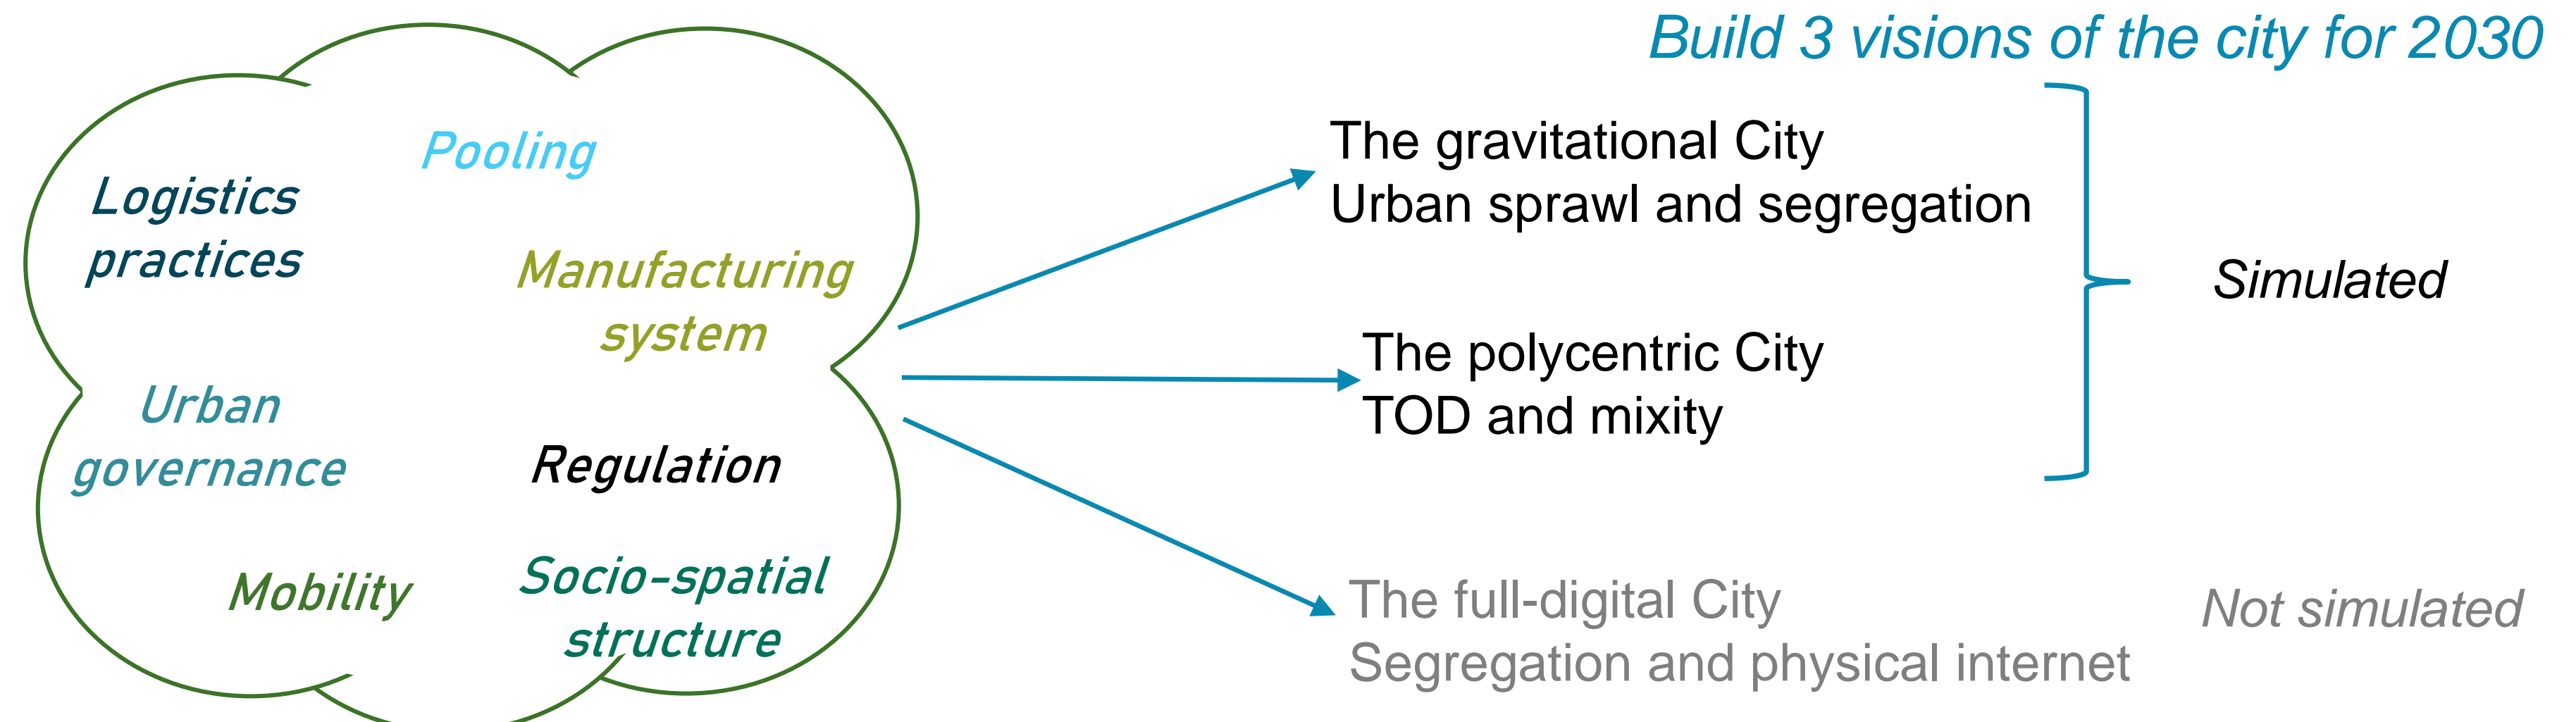 Build 3 visions of the city for 2030
Pooling
Logistics
practices
Manufacturing
system
Urban
governance
Regulation
Mobility
Socio-spatial
structure
The gravitational City
Urban sprawl and segregation
The polycentric City
TOD and mixity
Simulated
The full-digital City
Segregation and physical internet
Not simulated